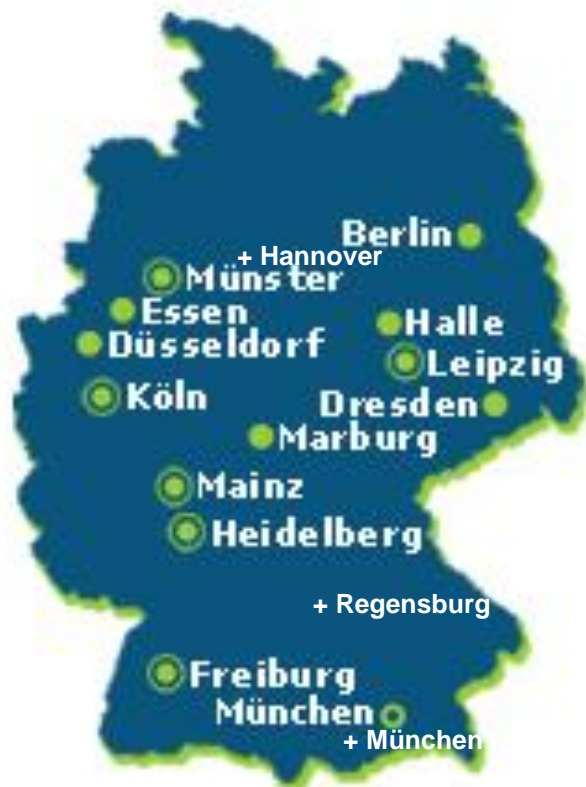 Berlin
+ Hannover
Münster
Essen
Halle
Düsseldorf
Leipzig
Köln
Dresden
Marburg
Mainz
Heidelberg
+ Regensburg
Freiburg
München
+ München